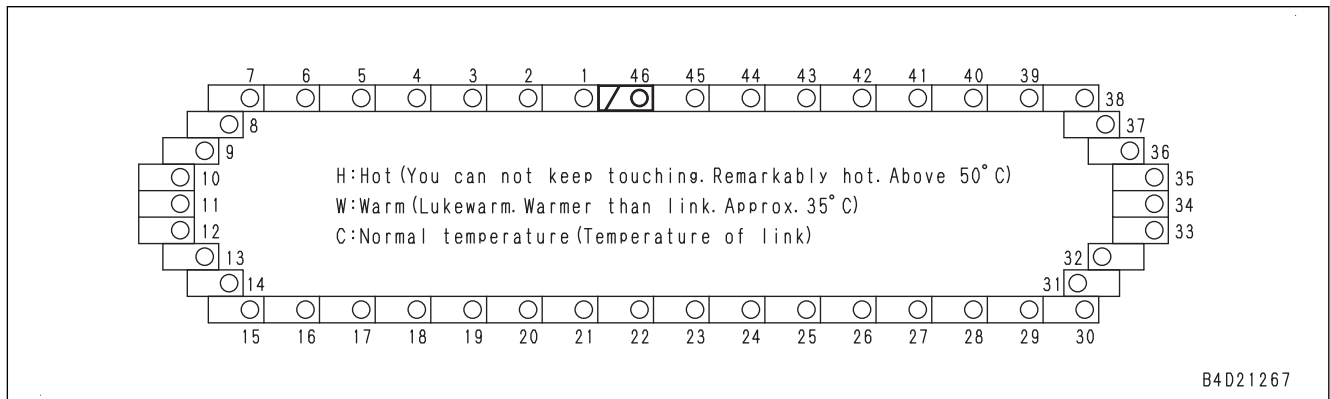 7 6 5 4 3 2 1 46 45 44 43 42 41 40 39
38
8 37
9 36
10 H:Hot(You can not keep touching. Remarkably hot. Above 50°C) 35
11 W:Warm(Lukewarm. Warmer than link. Approx. 35°C) 34
12 C:Normal temperature(Temperature of link) 33
13 32
14 31
15 16 17 18 19 20 21 22 23 24 25 26 27 28 29 30
B4D21267